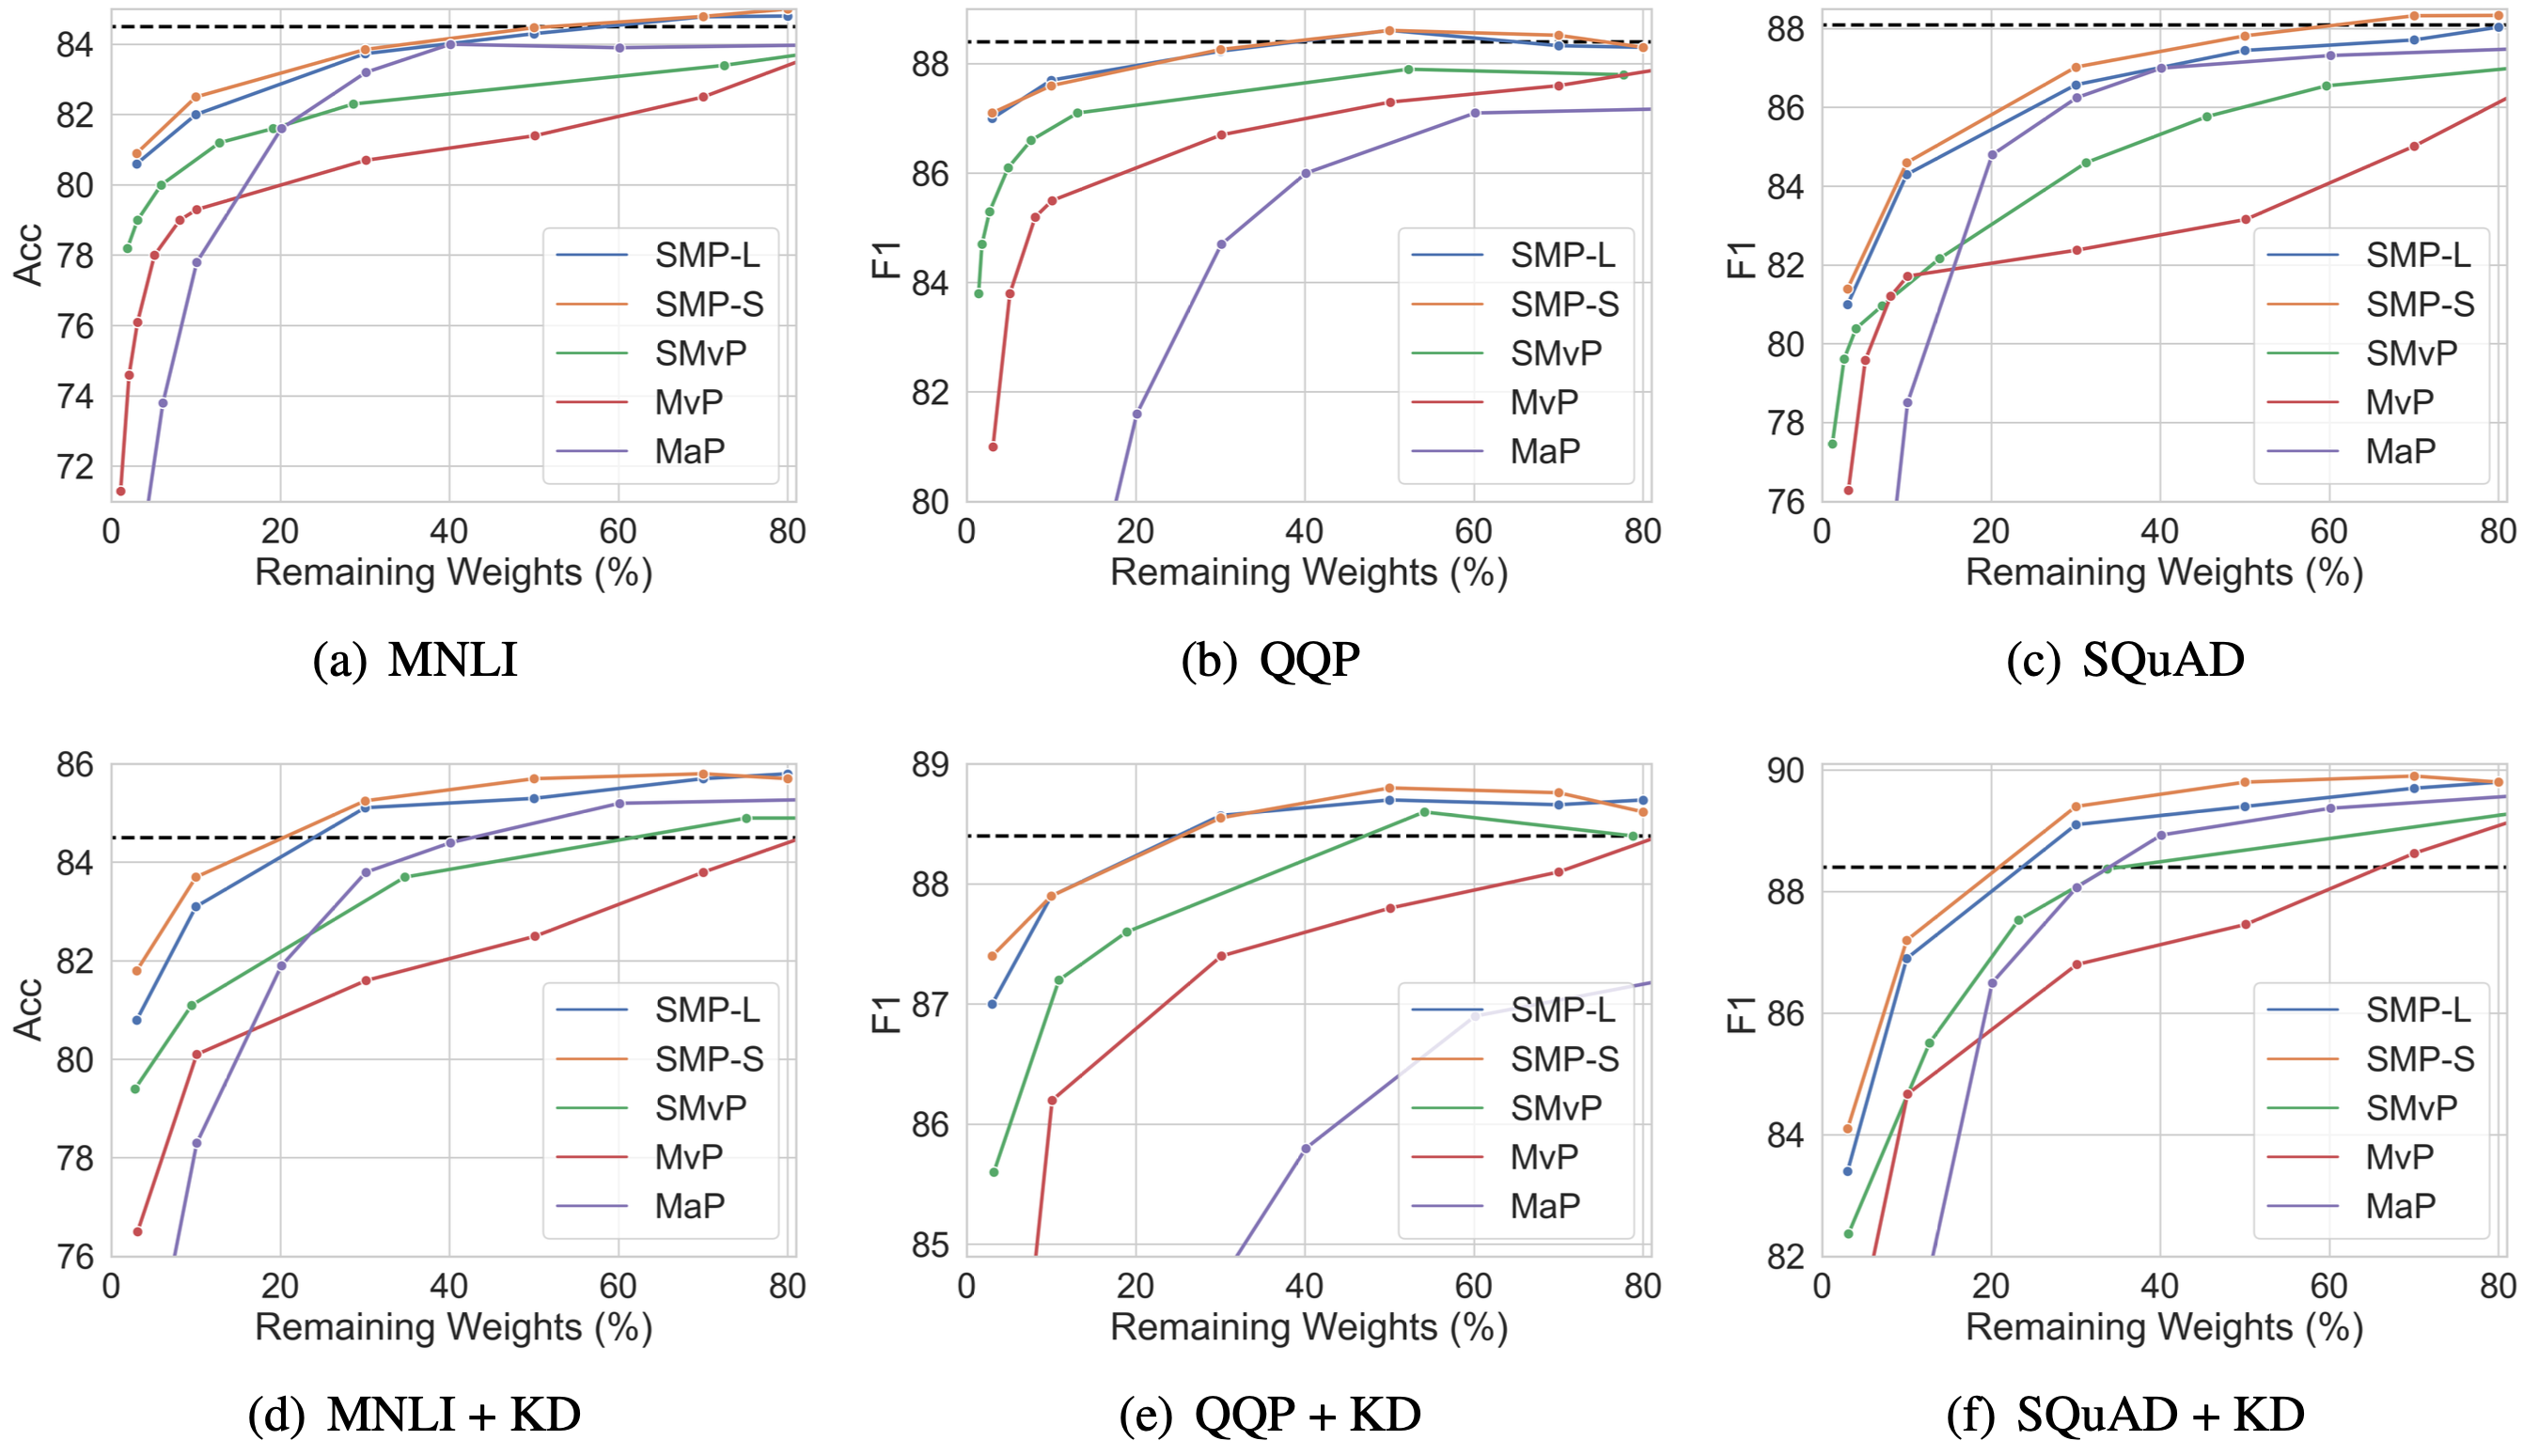 84
82
80
78
76
74
72
Acc
0 20 40 60 80
Remaining Weights (%)
SMP-L
SMP-S
SMvP
MvP
MaP
(a) MNLI
88
86
84
82
80
F1
0 20 40 60 80
Remaining Weights (%)
SMP-L
SMP-S
SMvP
MvP
MaP
(b) QQP
88
86
84
82
80
78
76
F1
0 20 40 60 80
Remaining Weights (%)
SMP-L
SMP-S
SMvP
MvP
MaP
(c) SQuAD
86
84
82
80
78
76
Acc
0 20 40 60 80
Remaining Weights (%)
SMP-L
SMP-S
SMvP
MvP
MaP
(d) MNLI + KD
89
88
87
86
85
F1
0 20 40 60 80
Remaining Weights (%)
SMP-L
SMP-S
SMvP
MvP
MaP
(e) QQP + KD
90
88
86
84
82
F1
0 20 40 60 80
Remaining Weights (%)
SMP-L
SMP-S
SMvP
MvP
MaP
(f) SQuAD + KD